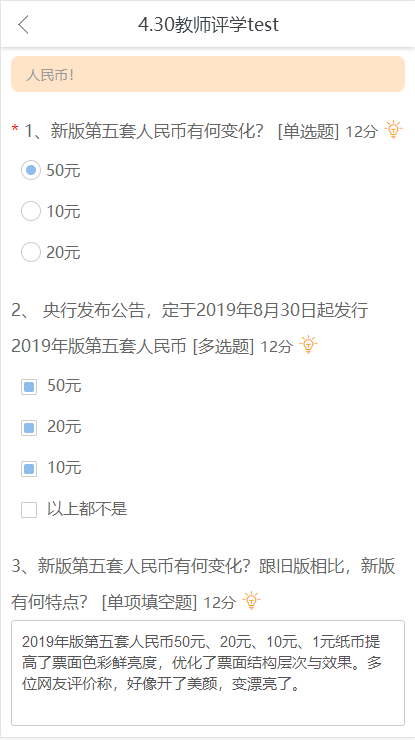 4.30教师评学test
人民币!
* 1、新版第五套人民币有何变化? [单选题] 12分
50元
10元
20元
2、 央行发布公告，定于2019年8月30日起发行
2019年版第五套人民币 [多选题] 12分
50元
20元
10元
以上都不是
3、新版第五套人民币有何变化？跟旧版相比，新版
有何特点？ [单项填空题] 12分
2019年版第五套人民币50元、20元、10元、1元纸币提
高了票面色彩鲜亮度，优化了票面结构层次与效果。多
位网友评价称，好像开了美颜，变漂亮了。